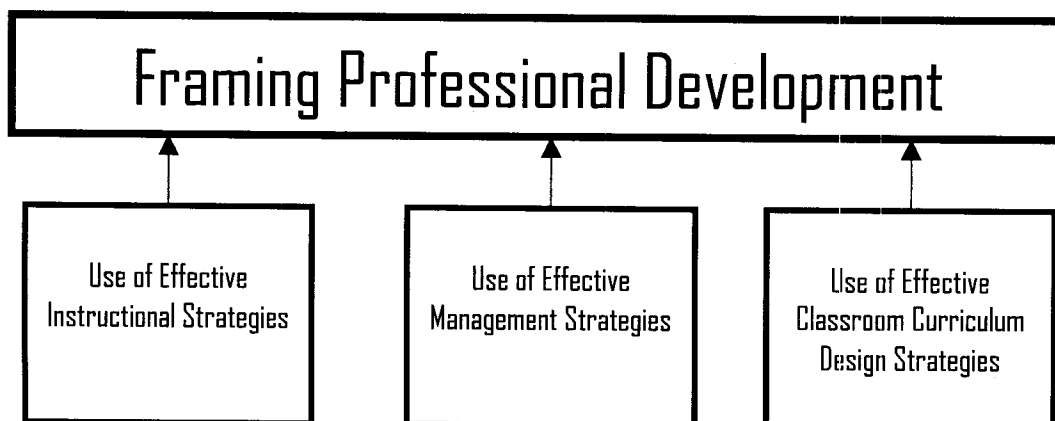 Framing Professional Development
Use of Effective
Instructional Strategies
Use of Effective
Management Strategies
Use of Effective
Classroom Curriculum
Design Strategies